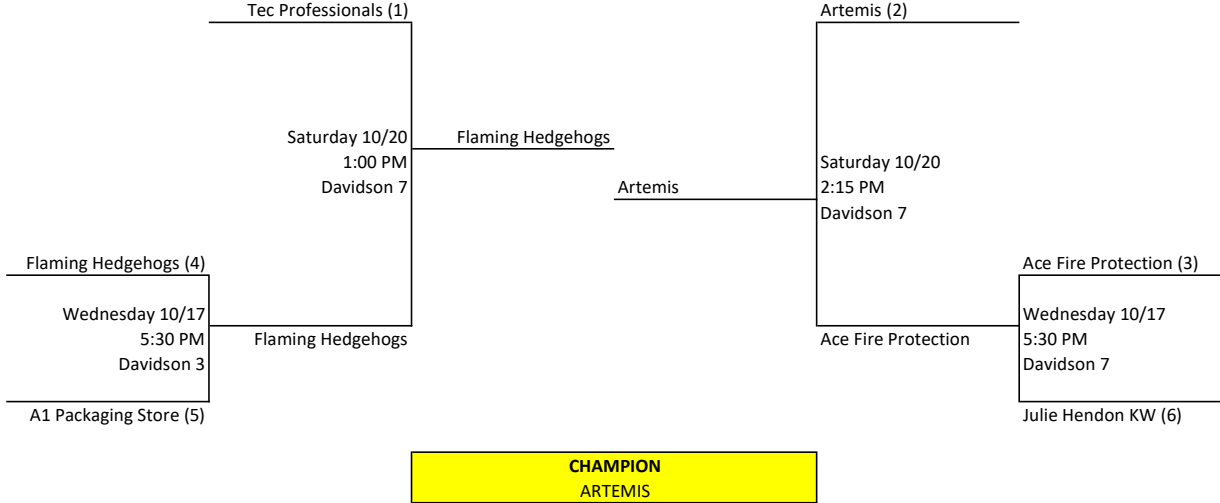 Tec Professionals (1)
Artemis (2)
Saturday 10/20
1:00 PM
Davidson 7
Flaming Hedgehogs
Artemis
Saturday 10/20
2:15 PM
Davidson 7
Flaming Hedgehogs (4)
Wednesday 10/17
5:30 PM
Davidson 3
A1 Packaging Store (5)
Flaming Hedgehogs
Ace Fire Protection
Ace Fire Protection (3)
Wednesday 10/17
5:30 PM
Davidson 7
Julie Hendon KW (6)
CHAMPION
ARTEMIS